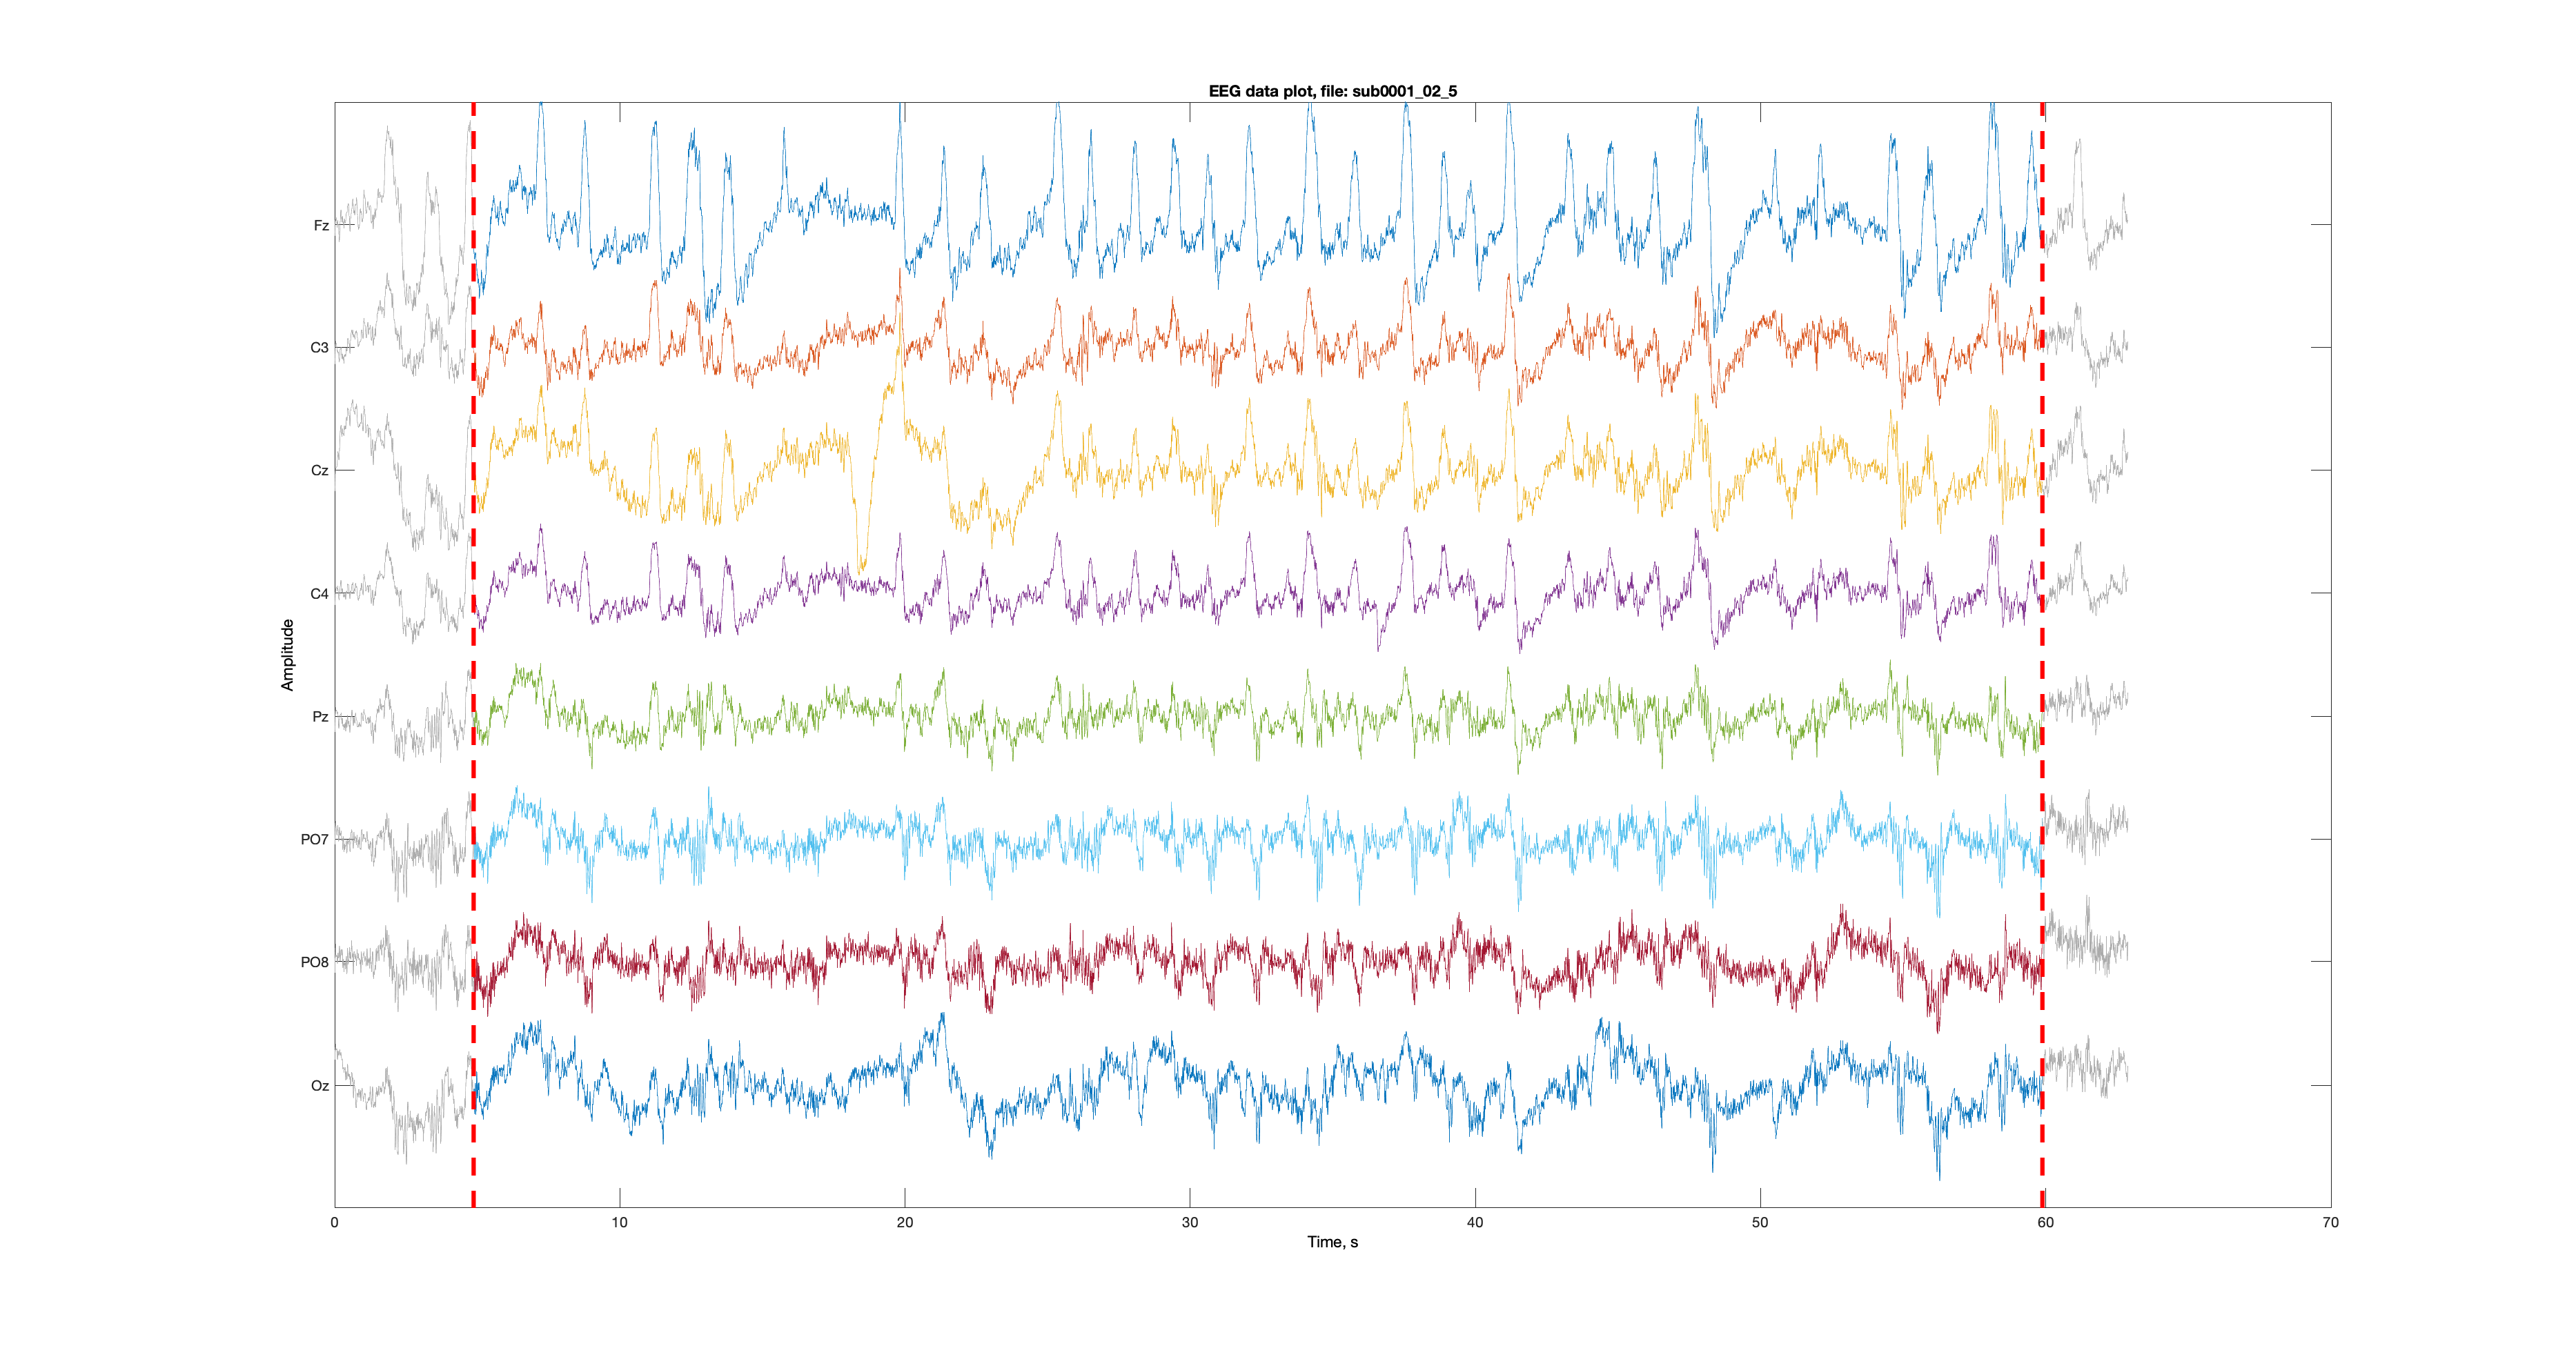 EEG data plot, file: sub0001_02_5
Fz
C3
Cz
C4
Pz
PO7
PO8
Oz
Amplitude
0 10 20 30 40 50 60 70
Time, s